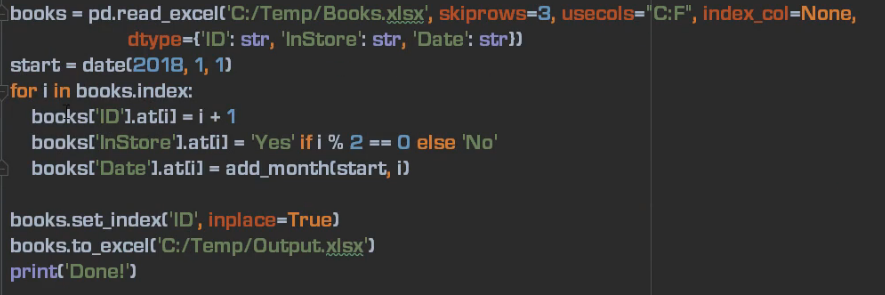 books = pd.read_excel('C:/Temp/Books.xlsx', skiprows=3, usecols="C:F", index_col=None,
dtype={'ID': str, 'InStore': str, 'Date': str})
start = date(2018, 1, 1)
for i in books.index:
books['ID'].at[i] = i + 1
books['InStore'].at[i] = 'Yes' if i % 2 == 0 else 'No'
books['Date'].at[i] = add_month(start, i)
books.set_index('ID', inplace=True)
books.to_excel('C:/Temp/Output.xlsx')
print('Done!')